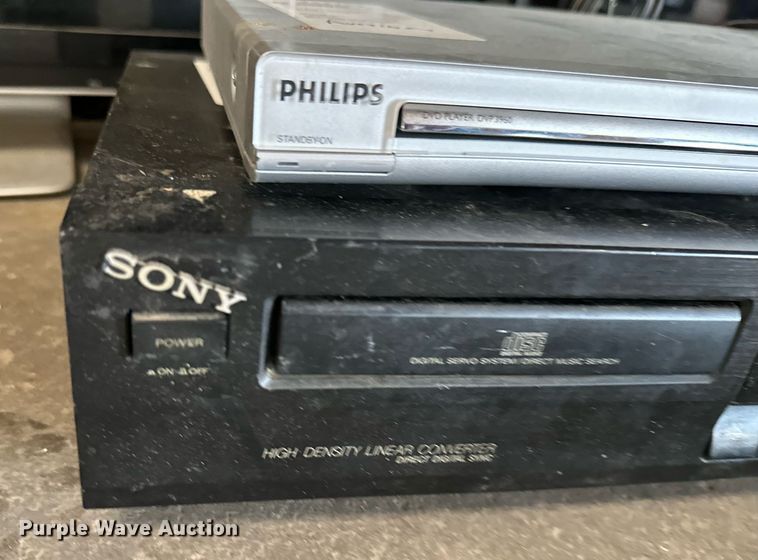 PHILIPS
DVD PLAYER DVP3960
STANDBY-ON
SONY
POWER
ON OFF
DISC
DIGITAL SERVO SYSTEM/DIRECT MUSIC SEARCH
HIGH DENSITY LINEAR CONVERTER
DIRECT DIGITAL SYNC
Purple Wave Auction